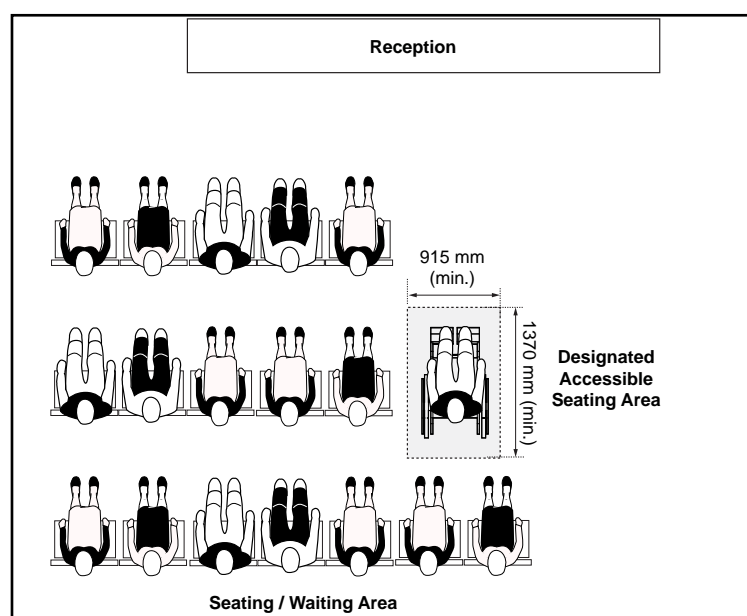 Reception
915 mm
(min.)
1370 mm (min.)
Designated
Accessible
Seating Area
Seating / Waiting Area